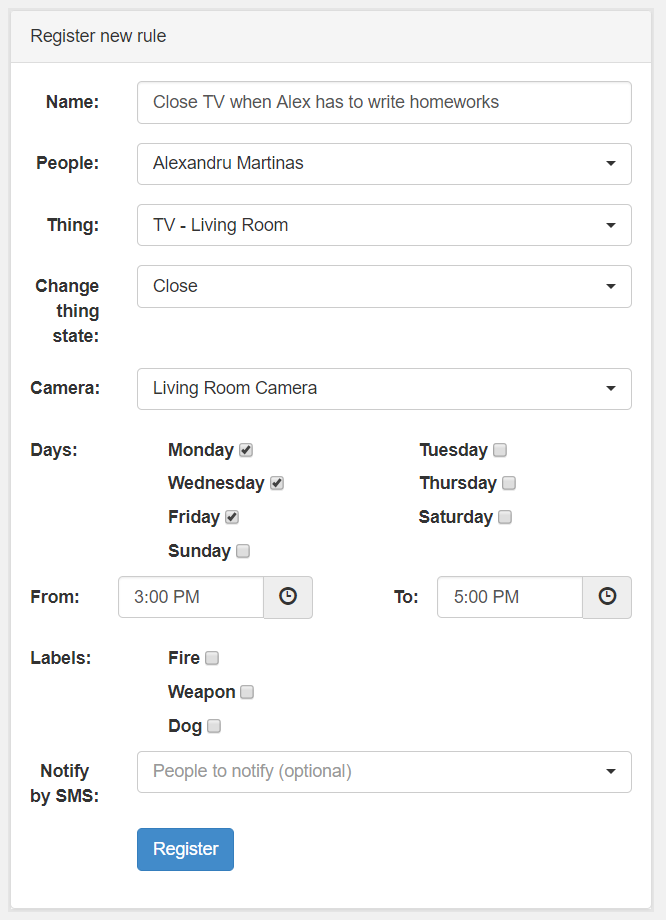 Register new rule
Name: Close TV when Alex has to write homeworks
People: Alexandru Martinas
Thing: TV - Living Room
Change thing state: Close
Camera: Living Room Camera
Days: Monday Tuesday
Wednesday Thursday
Friday Saturday
Sunday
From: 3:00 PM To: 5:00 PM
Labels: Fire
Weapon
Dog
Notify by SMS: People to notify (optional)
Register